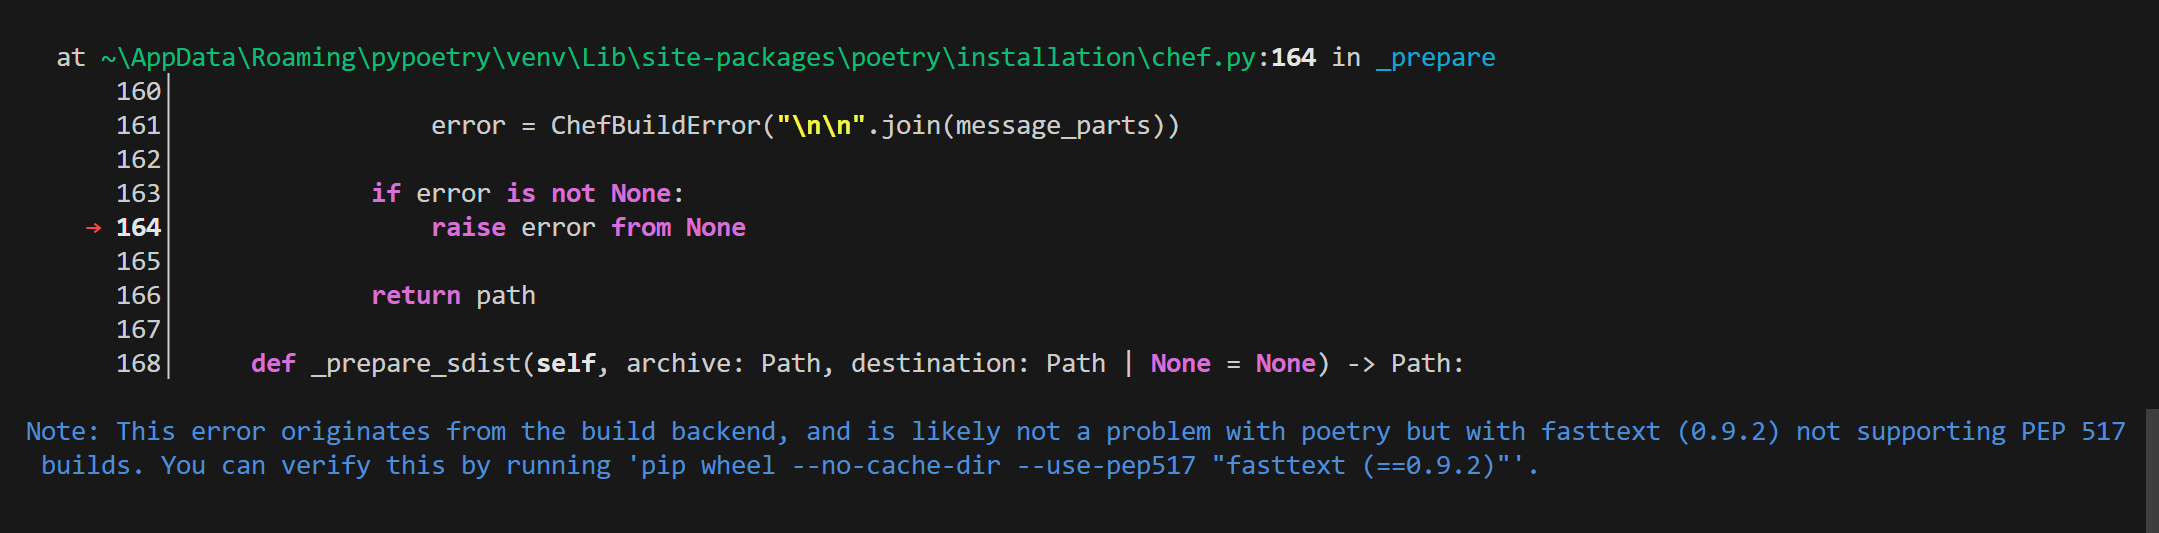 at ~\AppData\Roaming\pypoetry\venv\Lib\site-packages\poetry\installation\chef.py:164 in _prepare
160
161 error = ChefBuildError("\n\n".join(message_parts))
162
163 if error is not None:
→ 164 raise error from None
165
166 return path
167
168 def _prepare_sdist(self, archive: Path, destination: Path | None = None) -> Path:
Note: This error originates from the build backend, and is likely not a problem with poetry but with fasttext (0.9.2) not supporting PEP 517
builds. You can verify this by running 'pip wheel --no-cache-dir --use-pep517 "fasttext (==0.9.2)"'.